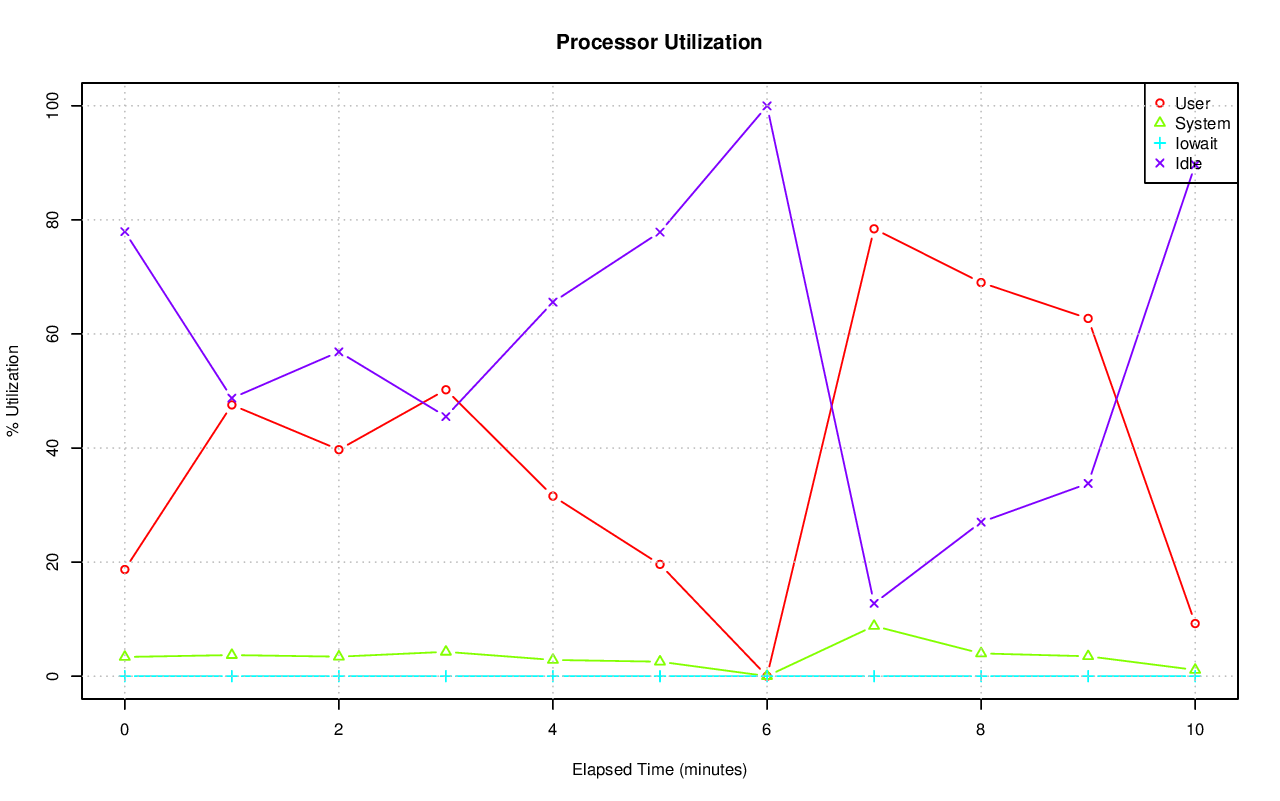 Processor Utilization
100
80
60
40
20
0
% Utilization
User
System
Iowait
Idle
0 2 4 6 8 10
Elapsed Time (minutes)